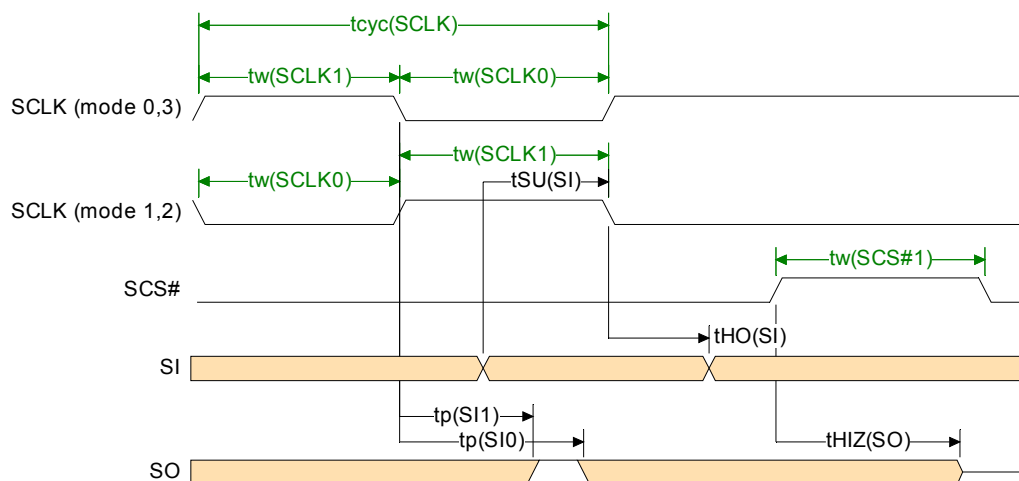 tcyc(SCLK)
tw(SCLK1) tw(SCLK0)
SCLK (mode 0,3)
tw(SCLK1)
tw(SCLK0) tSU(SI)
SCLK (mode 1,2)
tw(SCS#1)
SCS#
tHO(SI)
SI
tp(SI1)
tp(SI0) tHIZ(SO)
SO